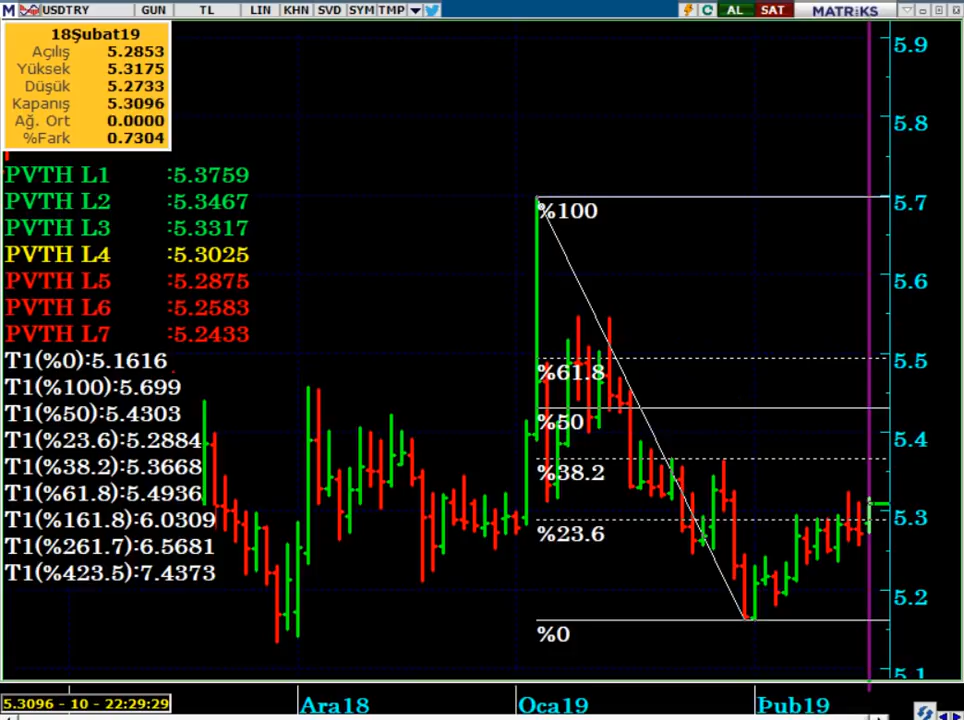 M USDTRY GUN TL LIN KHN SVD SYM TMP AL SAT MATRiKS
18Şubat19
Açılış 5.2853
Yüksek 5.3175
Düşük 5.2733
Kapanış 5.3096
Ağ. Ort 0.0000
%Fark 0.7304
PVTH L1 :5.3759
PVTH L2 :5.3467
PVTH L3 :5.3317
PVTH L4 :5.3025
PVTH L5 :5.2875
PVTH L6 :5.2583
PVTH L7 :5.2433
T1(%0):5.1616
T1(%100):5.699
T1(%50):5.4303
T1(%23.6):5.2884
T1(%38.2):5.3668
T1(%61.8):5.4936
T1(%161.8):6.0309
T1(%261.7):6.5681
T1(%423.5):7.4373
%100
%61.8
%50
%38.2
%23.6
%0
5.9
5.8
5.7
5.6
5.5
5.4
5.3
5.2
5.1
5.3096 - 10 - 22:29:29
Ara18
Oca19
Þub19